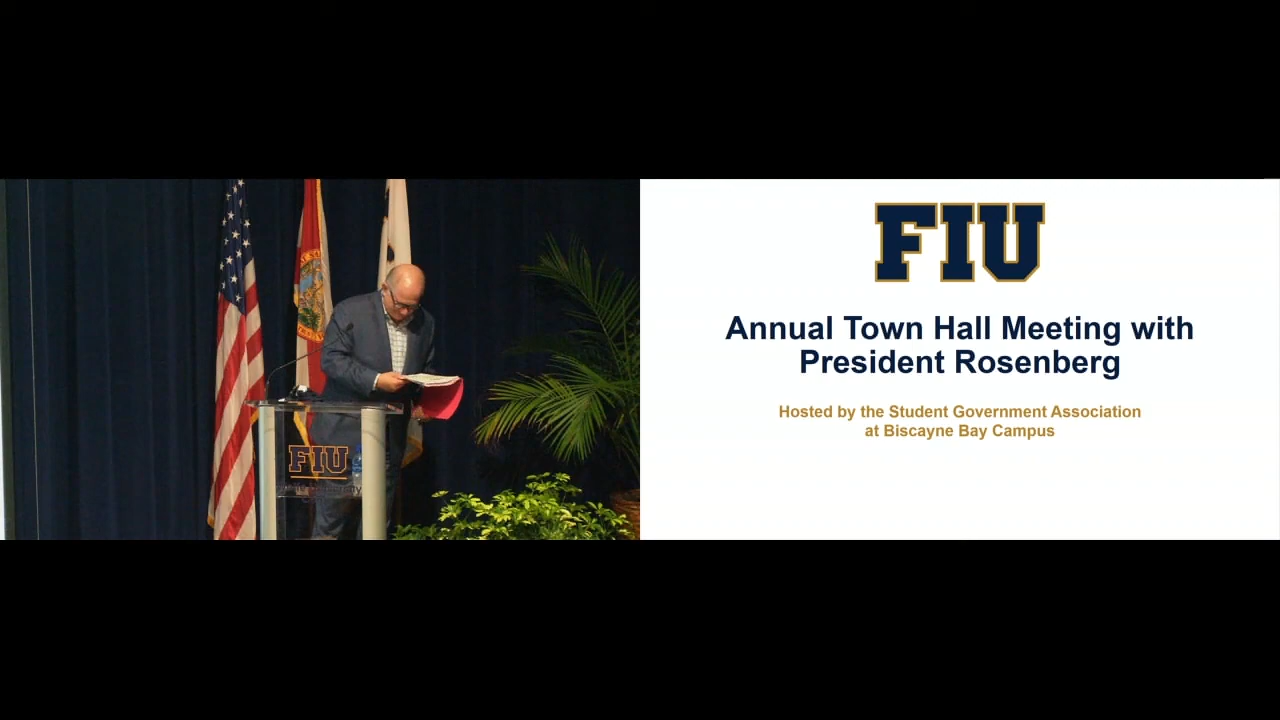 FIU
FIU
Annual Town Hall Meeting with
President Rosenberg
Hosted by the Student Government Association
at Biscayne Bay Campus